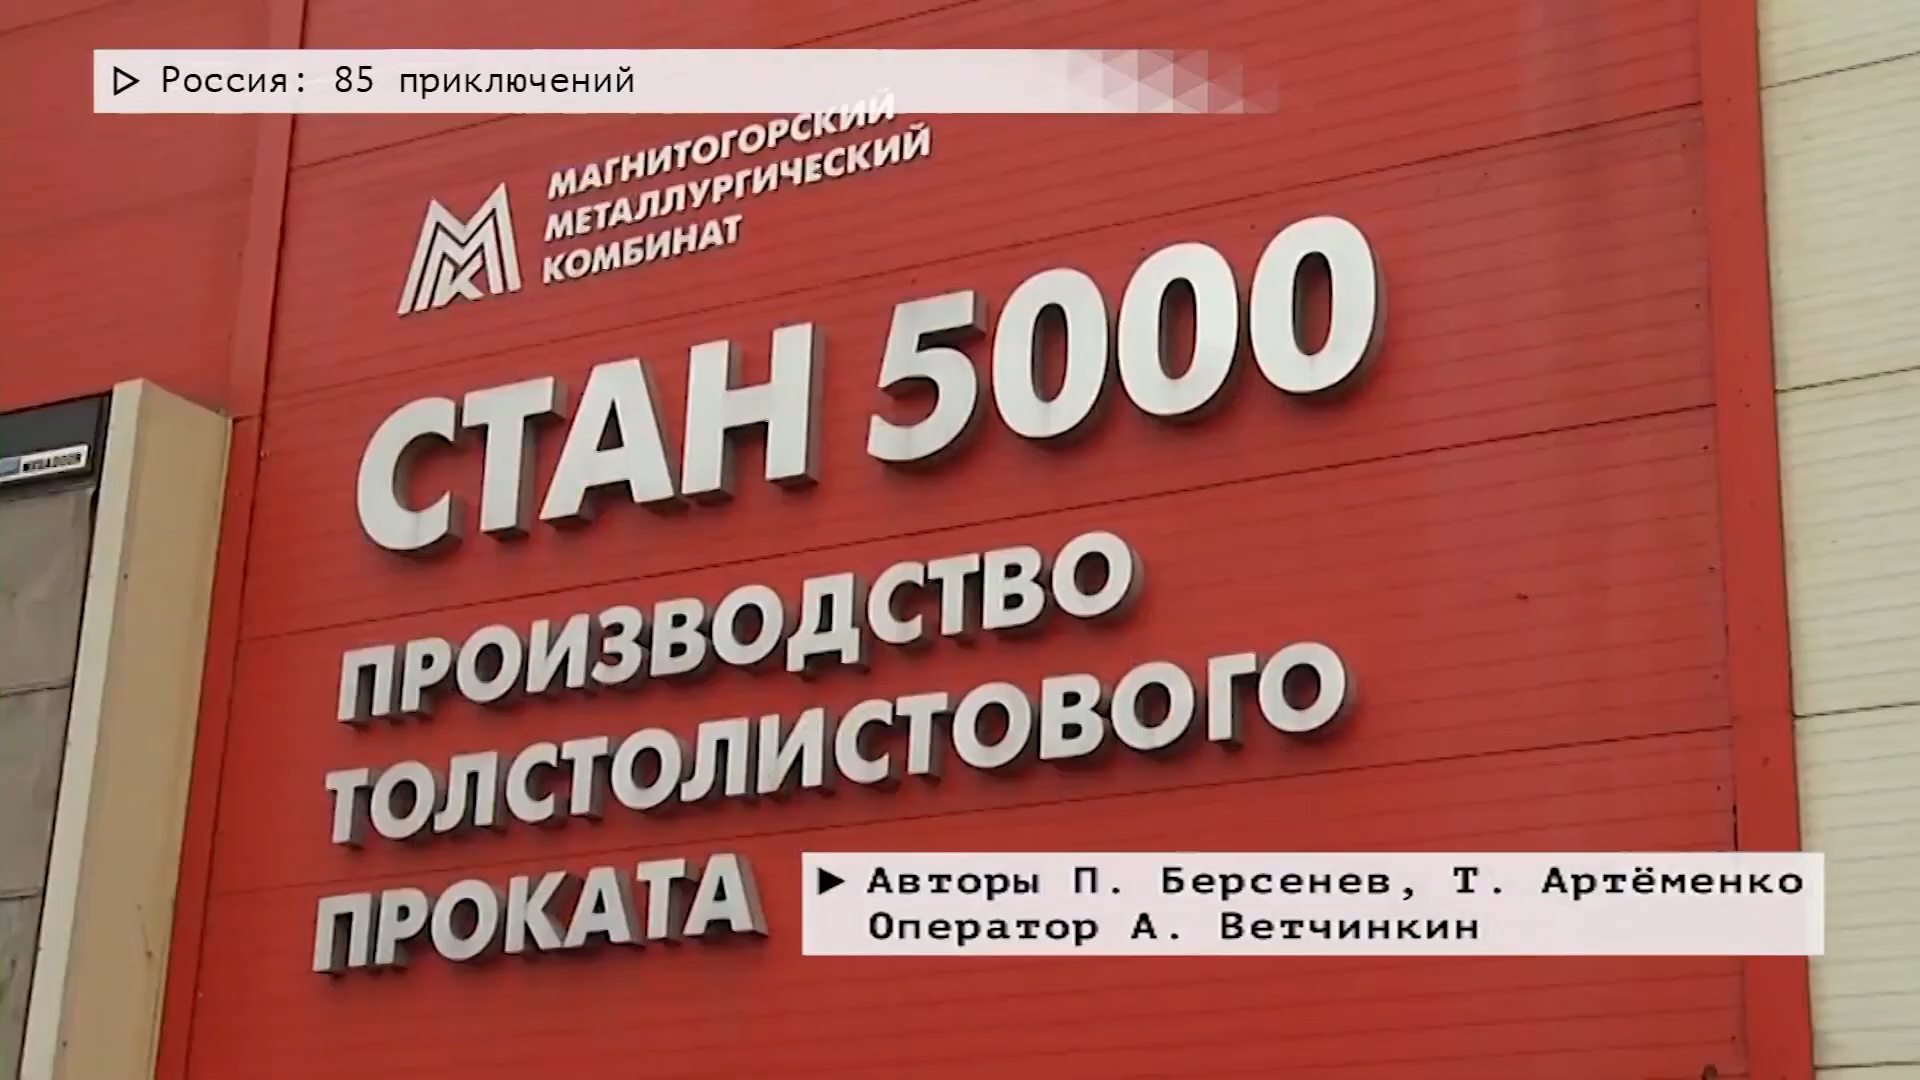 Россия: 85 приключений
МАГНИТОГОРСКИЙ
МЕТАЛЛУРГИЧЕСКИЙ
КОМБИНАТ
СТАН 5000
ПРОИЗВОДСТВО
ТОЛСТОЛИСТОВОГО
ПРОКАТА
Авторы П. Берсенев, Т. Артёменко
Оператор А. Ветчинкин